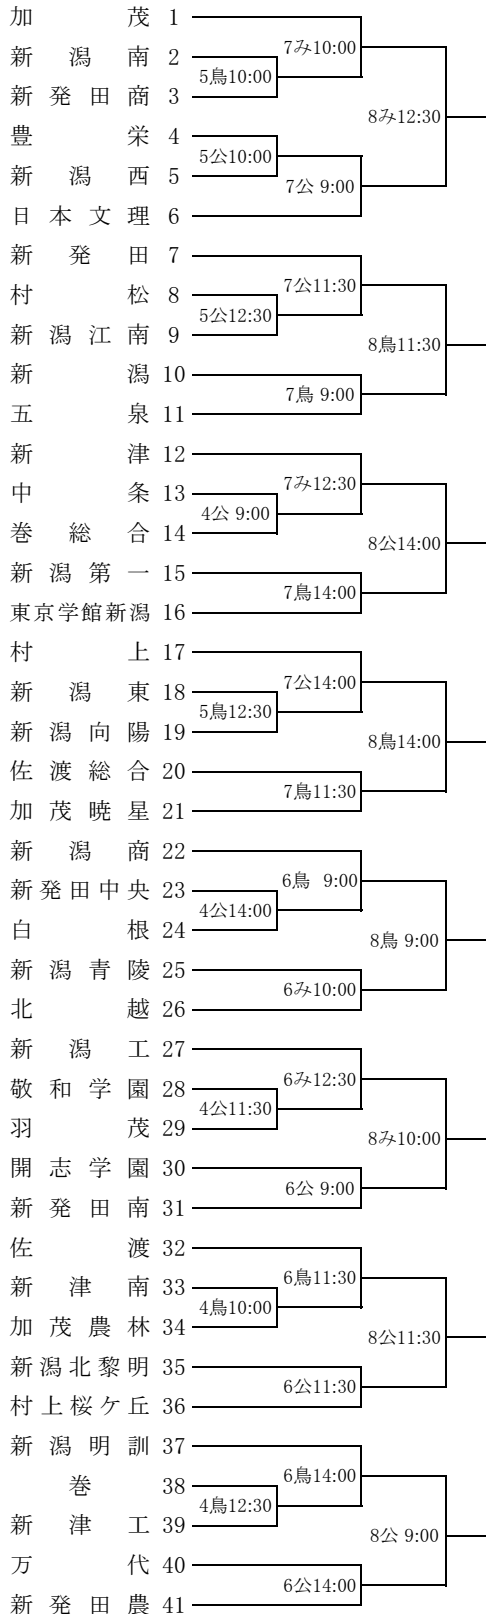 加茂 1
7み10:00
新潟南 2
5鳥10:00
新発田商 3
8み12:30
豊栄 4
5公10:00
新潟西 5
7公 9:00
日本文理 6
新発田 7
7公11:30
村松 8
5公12:30
新潟江南 9
8鳥11:30
新潟 10
7鳥 9:00
五泉 11
新津 12
7み12:30
中条 13
4公 9:00
巻総合 14
8公14:00
新潟第一 15
7鳥14:00
東京学館新潟 16
村上 17
7公14:00
新潟東 18
5鳥12:30
新潟向陽 19
8鳥14:00
佐渡総合 20
7鳥11:30
加茂暁星 21
新潟商 22
6鳥 9:00
新発田中央 23
4公14:00
白根 24
8鳥 9:00
新潟青陵 25
6み10:00
北越 26
新潟工 27
6み12:30
敬和学園 28
4公11:30
羽茂 29
8み10:00
開志学園 30
6公 9:00
新発田南 31
佐渡 32
6鳥11:30
新津南 33
4鳥10:00
加茂農林 34
8公11:30
新潟北黎明 35
6公11:30
村上桜ケ丘 36
新潟明訓 37
6鳥14:00
巻 38
4鳥12:30
新津工 39
8公 9:00
万代 40
6公14:00
新発田農 41